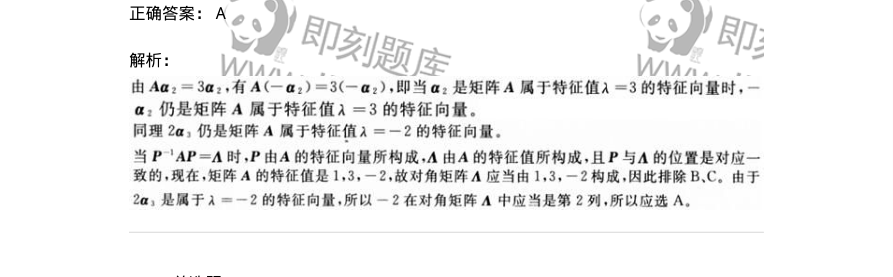 正确答案： A
即刻题库
即
解析：
由 Aα₂=3α₂,有 A(-α₂)=3(-α₂),即当 α₂ 是矩阵 A 属于特征值λ=3 的特征向量时,-
α₂ 仍是矩阵 A 属于特征值 λ=3 的特征向量。
同理 2α₃ 仍是矩阵 A 属于特征值 λ=-2 的特征向量。
当 P⁻¹AP=Λ 时,P 由A 的特征向量所构成,Λ 由A 的特征值所构成,且 P 与Λ 的位置是对应一
致的,现在,矩阵 A 的特征值是 1,3,-2,故对角矩阵 Λ 应当由 1,3,-2 构成,因此排除 B、C。由于
2α₃ 是属于 λ=-2 的特征向量,所以-2 在对角矩阵 Λ 中应当是第 2 列,所以应选 A。